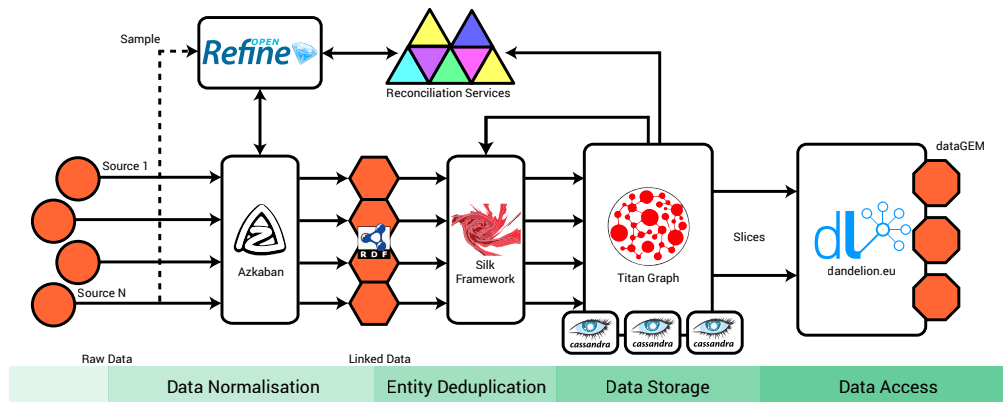 Sample
OPEN
Refine
Reconciliation Services
Source 1
dataGEM
Azkaban
RDF
Silk
Framework
Titan Graph
Slices
dl
dandelion.eu
Source N
cassandra
cassandra
cassandra
Raw Data
Linked Data
Data Normalisation
Entity Deduplication
Data Storage
Data Access